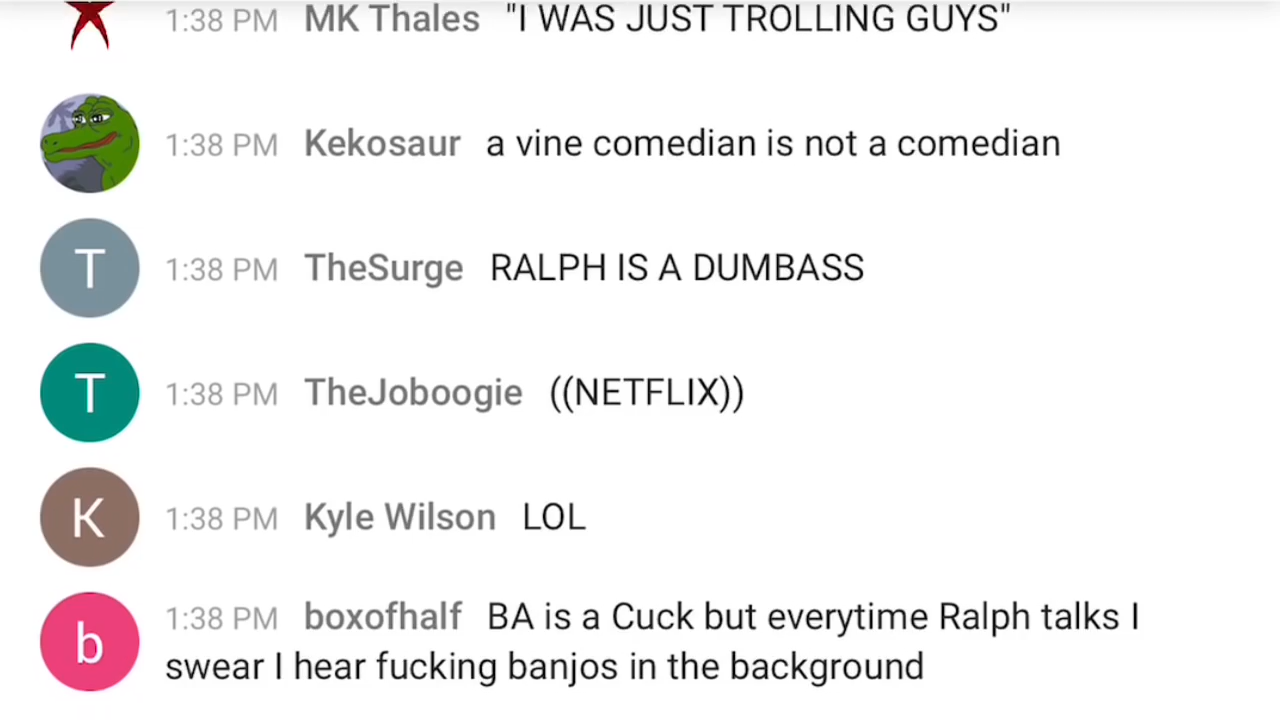 1:38 PM MK Thales "I WAS JUST TROLLING GUYS"
1:38 PM Kekosaur a vine comedian is not a comedian
T 1:38 PM TheSurge RALPH IS A DUMBASS
T 1:38 PM TheJoboogie ((NETFLIX))
K 1:38 PM Kyle Wilson LOL
b 1:38 PM boxofhalf BA is a Cuck but everytime Ralph talks I
swear I hear fucking banjos in the background